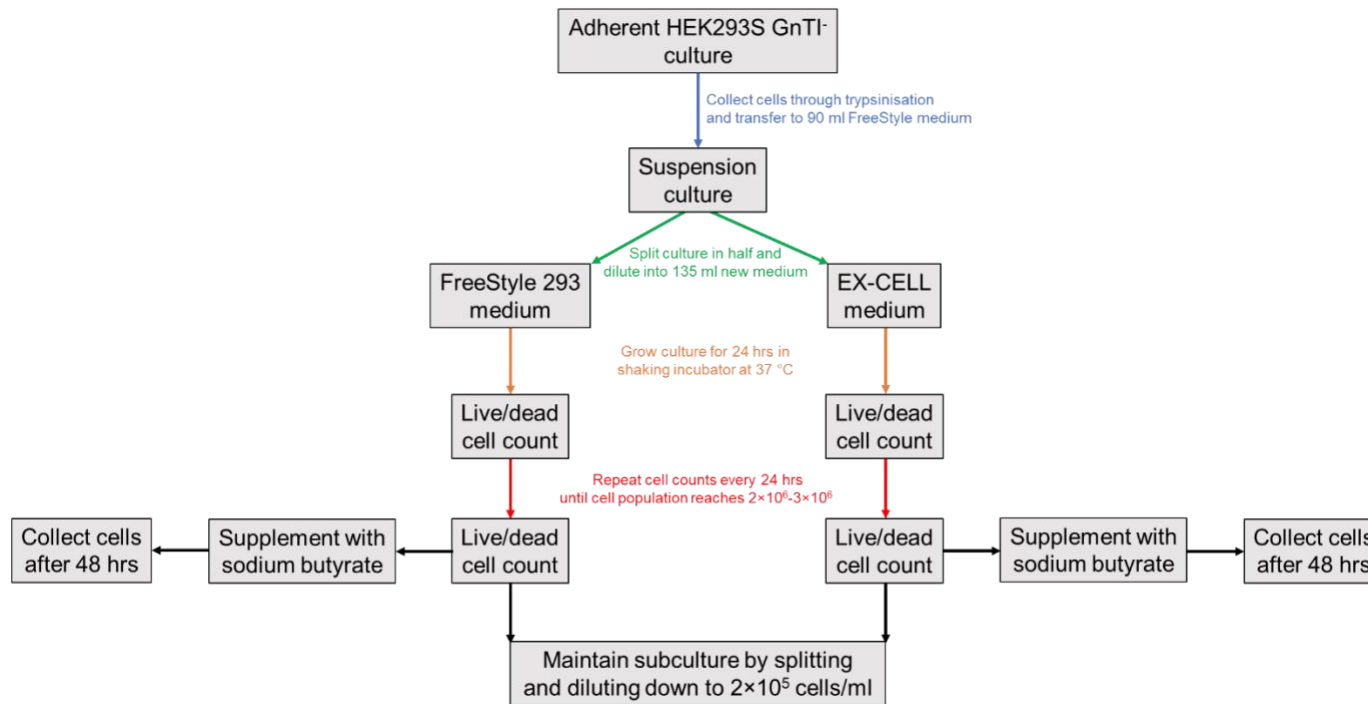 Adherent HEK293S GnTI⁻
culture
Collect cells through trypsinisation
and transfer to 90 ml FreeStyle medium
Suspension
culture
Split culture in half and
dilute into 135 ml new medium
FreeStyle 293
medium
EX-CELL
medium
Grow culture for 24 hrs in
shaking incubator at 37 °C
Live/dead
cell count
Live/dead
cell count
Repeat cell counts every 24 hrs
until cell population reaches 2×10⁶-3×10⁶
Collect cells
after 48 hrs
Supplement with
sodium butyrate
Live/dead
cell count
Live/dead
cell count
Supplement with
sodium butyrate
Collect cells
after 48 hrs
Maintain subculture by splitting
and diluting down to 2×10⁵ cells/ml